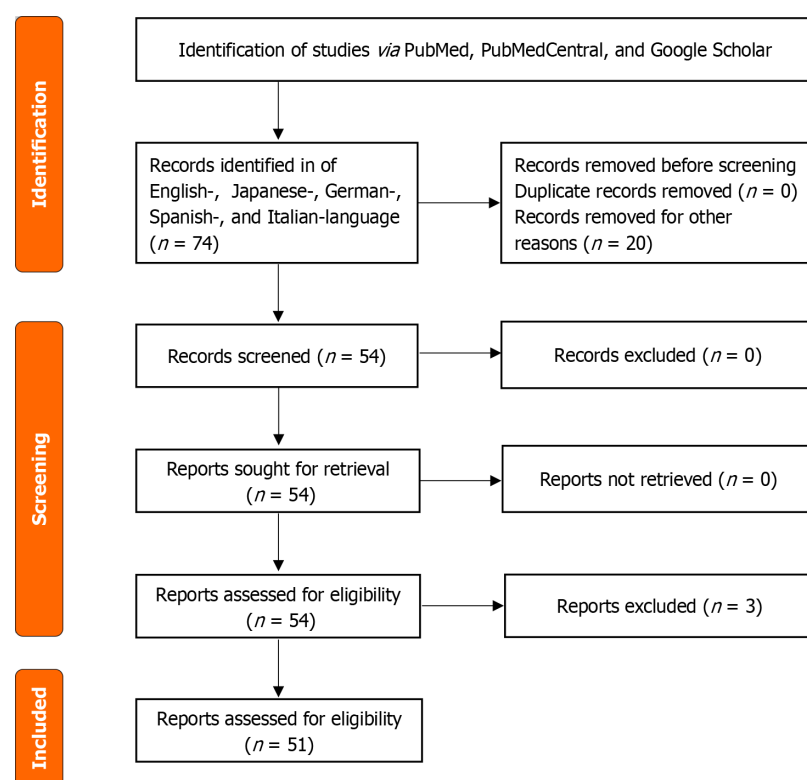 Identification
Identification of studies via PubMed, PubMedCentral, and Google Scholar
Records identified in of
English-, Japanese-, German-,
Spanish-, and Italian-language
(n = 74)
Records removed before screening
Duplicate records removed (n = 0)
Records removed for other
reasons (n = 20)
Screening
Records screened (n = 54)
Records excluded (n = 0)
Reports sought for retrieval
(n = 54)
Reports not retrieved (n = 0)
Reports assessed for eligibility
(n = 54)
Reports excluded (n = 3)
Included
Reports assessed for eligibility
(n = 51)